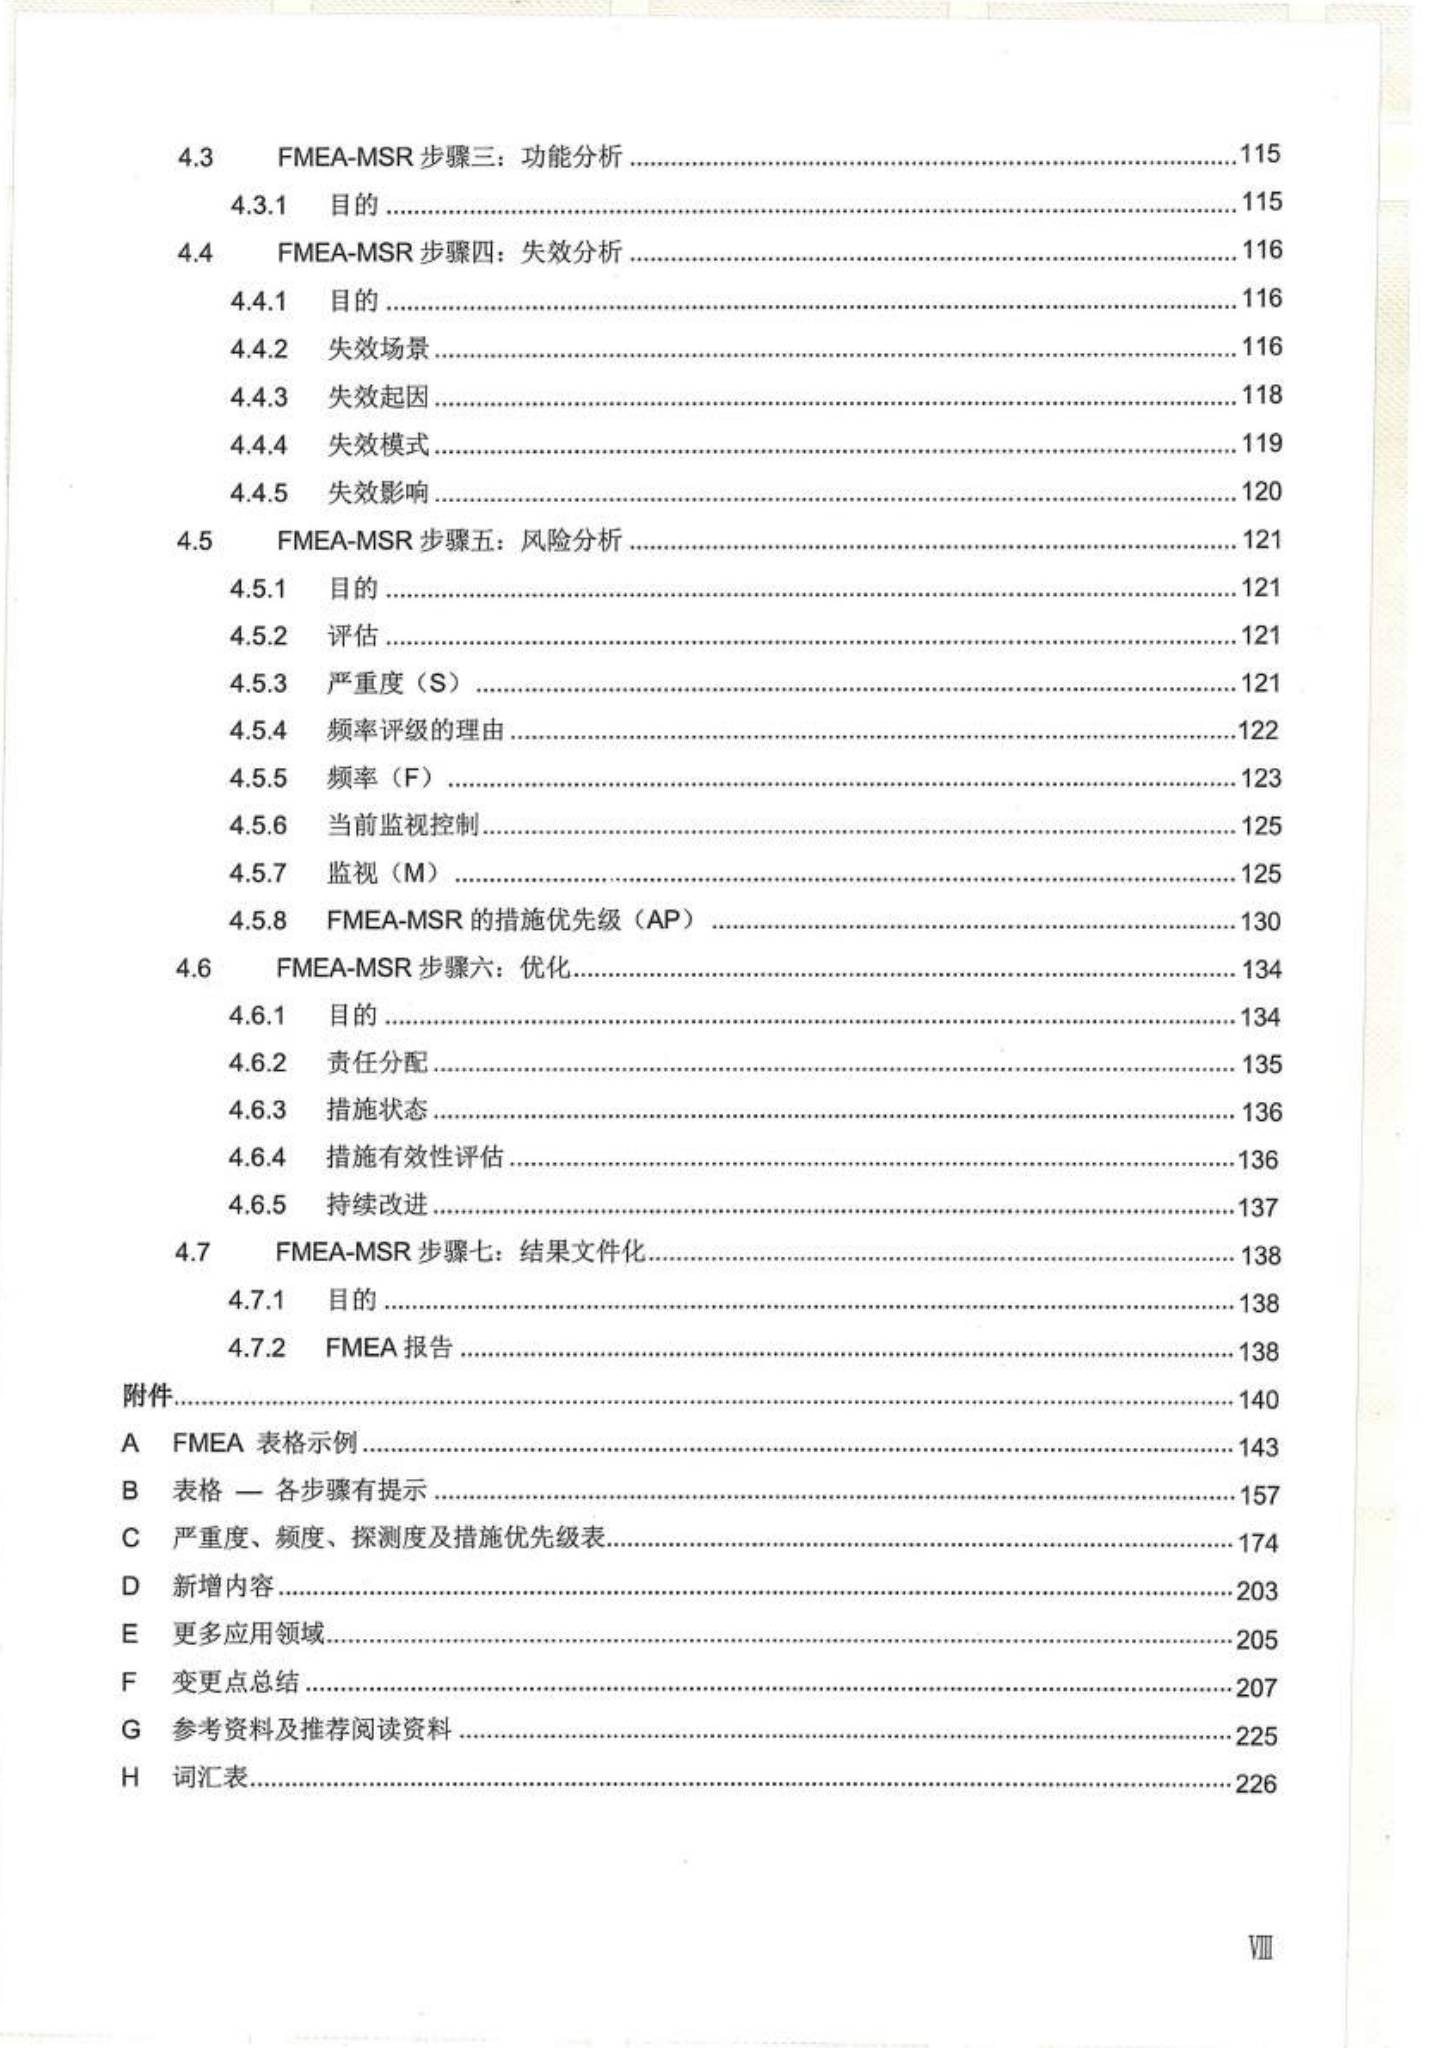 4.3 FMEA-MSR 步骤三：功能分析 ........ 115
4.3.1 目的 ........ 115
4.4 FMEA-MSR 步骤四：失效分析 ........ 116
4.4.1 目的 ........ 116
4.4.2 失效场景 ........ 116
4.4.3 失效起因 ........ 118
4.4.4 失效模式 ........ 119
4.4.5 失效影响 ........ 120
4.5 FMEA-MSR 步骤五：风险分析 ........ 121
4.5.1 目的 ........ 121
4.5.2 评估 ........ 121
4.5.3 严重度（S） ........ 121
4.5.4 频率评级的理由 ........ 122
4.5.5 频率（F） ........ 123
4.5.6 当前监视控制 ........ 125
4.5.7 监视（M） ........ 125
4.5.8 FMEA-MSR 的措施优先级（AP） ........ 130
4.6 FMEA-MSR 步骤六：优化 ........ 134
4.6.1 目的 ........ 134
4.6.2 责任分配 ........ 135
4.6.3 措施状态 ........ 136
4.6.4 措施有效性评估 ........ 136
4.6.5 持续改进 ........ 137
4.7 FMEA-MSR 步骤七：结果文件化 ........ 138
4.7.1 目的 ........ 138
4.7.2 FMEA 报告 ........ 138
附件 ........ 140
A FMEA 表格示例 ........ 143
B 表格 — 各步骤有提示 ........ 157
C 严重度、频度、探测度及措施优先级表 ........ 174
D 新增内容 ........ 203
E 更多应用领域 ........ 205
F 变更点总结 ........ 207
G 参考资料及推荐阅读资料 ........ 225
H 词汇表 ........ 226
Ⅷ